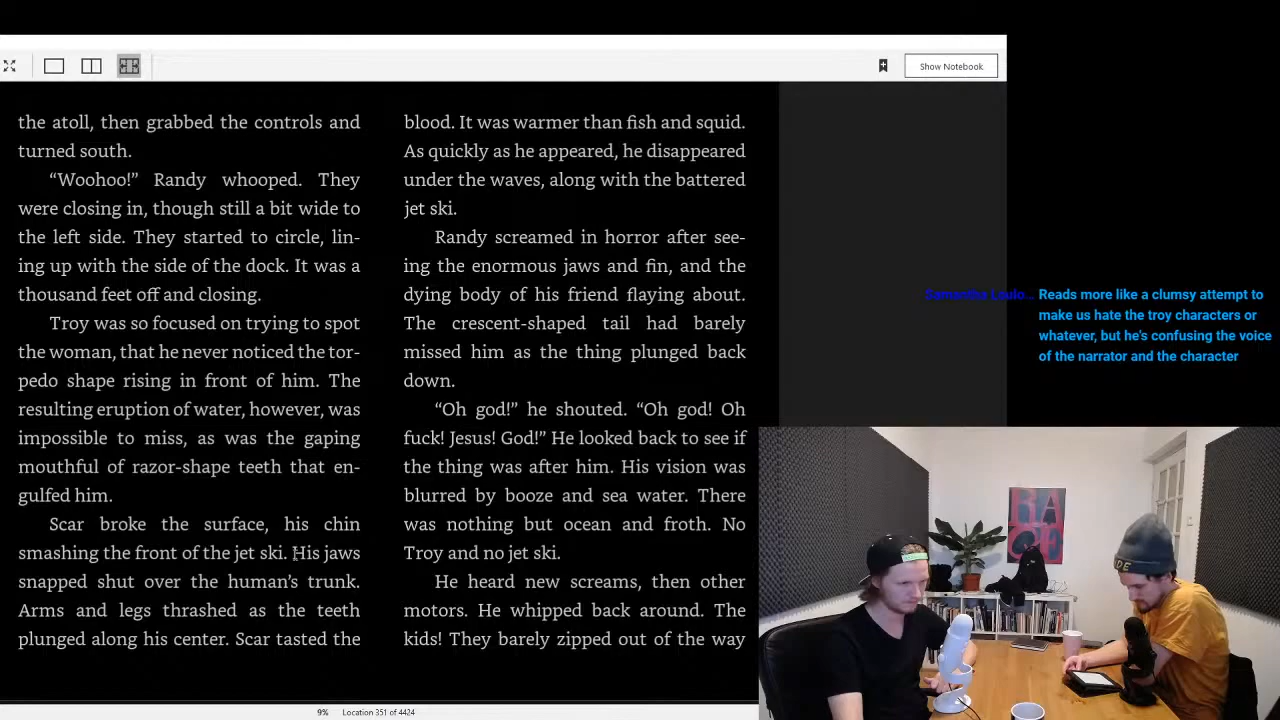 Show Notebook
the atoll, then grabbed the controls and
turned south.
“Woohoo!” Randy whooped. They
were closing in, though still a bit wide to
the left side. They started to circle, lin-
ing up with the side of the dock. It was a
thousand feet off and closing.
Troy was so focused on trying to spot
the woman, that he never noticed the tor-
pedo shape rising in front of him. The
resulting eruption of water, however, was
impossible to miss, as was the gaping
mouthful of razor-shape teeth that en-
gulfed him.
Scar broke the surface, his chin
smashing the front of the jet ski. His jaws
snapped shut over the human’s trunk.
Arms and legs thrashed as the teeth
plunged along his center. Scar tasted the
blood. It was warmer than fish and squid.
As quickly as he appeared, he disappeared
under the waves, along with the battered
jet ski.
Randy screamed in horror after see-
ing the enormous jaws and fin, and the
dying body of his friend flaying about.
The crescent-shaped tail had barely
missed him as the thing plunged back
down.
“Oh god!” he shouted. “Oh god! Oh
fuck! Jesus! God!” He looked back to see if
the thing was after him. His vision was
blurred by booze and sea water. There
was nothing but ocean and froth. No
Troy and no jet ski.
He heard new screams, then other
motors. He whipped back around. The
kids! They barely zipped out of the way
9% Location 351 of 4424
Samantha
Reads more like a clumsy attempt to
make us hate the troy characters or
whatever, but he's confusing the voice
of the narrator and the character
RA
GE